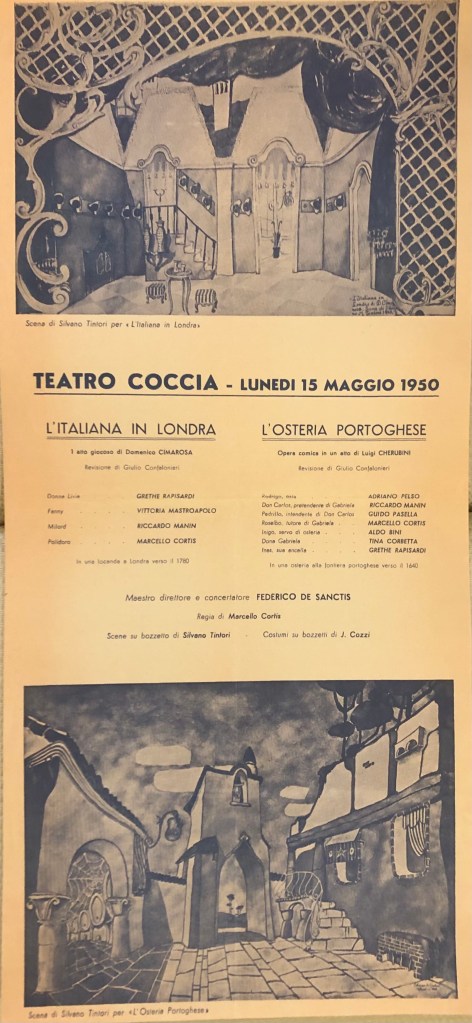 Scena di Silvano Tintori per «L'Italiana in Londra»
TEATRO COCCIA - LUNEDI 15 MAGGIO 1950
L'ITALIANA IN LONDRA
1 atto giocoso di Domenico CIMAROSA
Revisione di Giulio Confalonieri
Donna Livia GRETHE RAPISARDI
Fanny VITTORIA MASTROPAOLO
Milord RICCARDO MANIN
Polidoro MARCELLO CORTIS
In una locanda a Londra verso il 1780
L'OSTERIA PORTOGHESE
Opera comica in un atto di Luigi CHERUBINI
Revisione di Giulio Confalonieri
Rodrigo, oste ADRIANO PELSO
Don Carlos, pretendente di Gabriela RICCARDO MANIN
Pedrillo, intendente di Don Carlos GUIDO PASELLA
Roselbo, tutore di Gabriela MARCELLO CORTIS
Inigo, servo di osteria ALDO BINI
Dona Gabriela TINA CORBETTA
Ines, sua ancella GRETHE RAPISARDI
In una osteria alla frontiera portoghese verso il 1640
Maestro direttore e concertatore FEDERICO DE SANCTIS
Regia di Marcello Cortis
Scene su bozzetto di Silvano Tintori - Costumi su bozzetti di J. Cozzi
Scena di Silvano Tintori per «L'Osteria Portoghese»